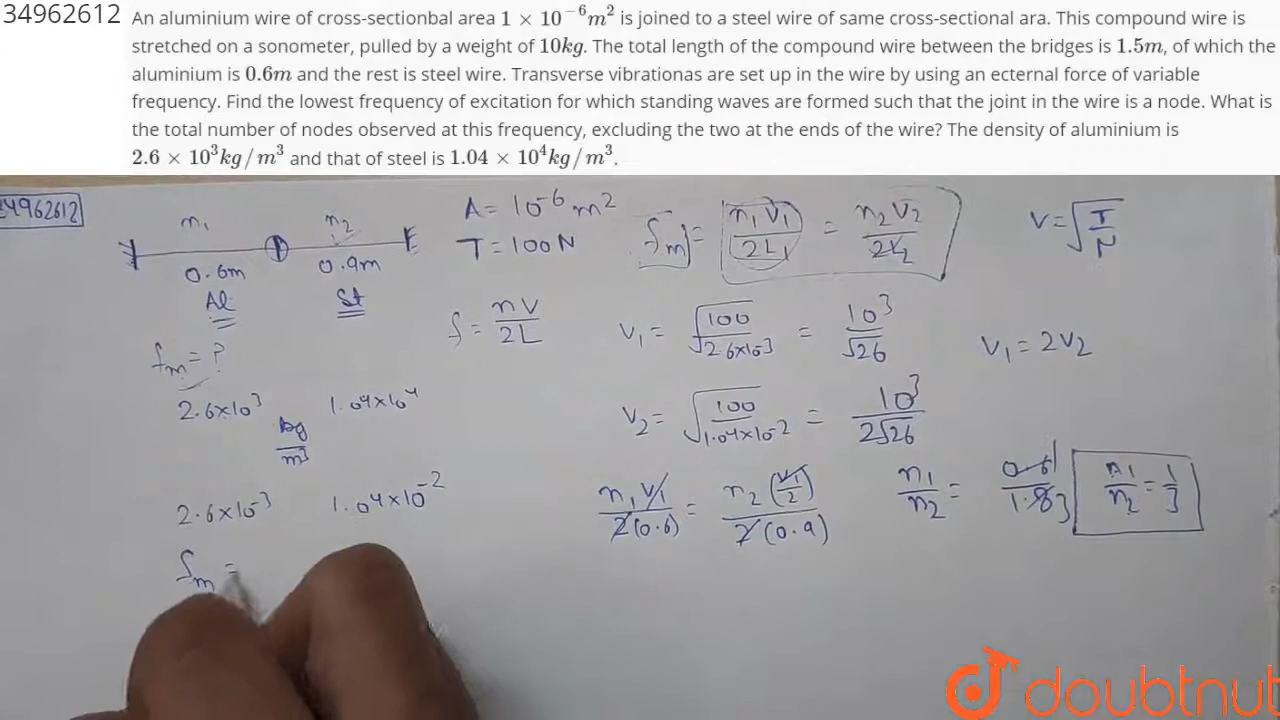 34962612
An aluminium wire of cross-sectionbal area 1 × 10⁻⁶m² is joined to a steel wire of same cross-sectional ara. This compound wire is
stretched on a sonometer, pulled by a weight of 10kg. The total length of the compound wire between the bridges is 1.5m, of which the
aluminium is 0.6m and the rest is steel wire. Transverse vibrationas are set up in the wire by using an ecternal force of variable
frequency. Find the lowest frequency of excitation for which standing waves are formed such that the joint in the wire is a node. What is
the total number of nodes observed at this frequency, excluding the two at the ends of the wire? The density of aluminium is
2.6 × 10³kg/m³ and that of steel is 1.04 × 10⁴kg/m³.
34962612
n₁ n₂
0.6m 0.9m
Al St
fₘ = ?
2.6×10³ 1.04×10⁴
kg/m³
2.6×10⁻³ 1.04×10⁻²
fₘ =
A = 10⁻⁶ m²
T = 100N
f = nV/2L
fₘ = n₁V₁/2L₁ = n₂V₂/2L₂
V = √T/μ
V₁ = √100/2.6×10⁻³ = 10³/√26
V₁ = 2V₂
V₂ = √100/1.04×10⁻² = 10³/2√26
n₁V₁/2(0.6) = n₂(V₁/2)/2(0.9)
n₁/n₂ = 0.6/1.8 3
n₁/n₂ = 1/3
doubtnut